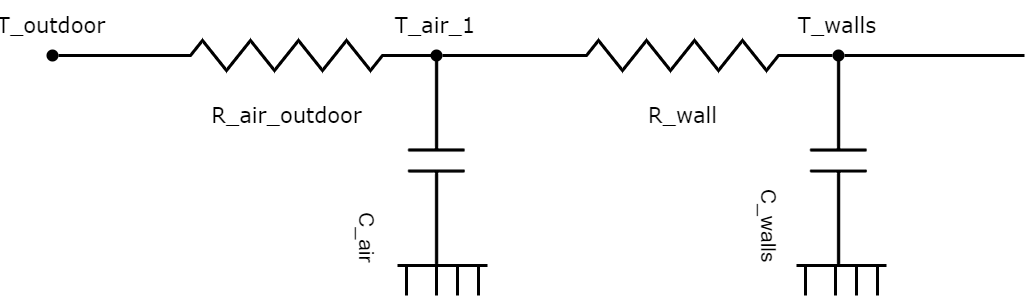 T_outdoor
T_air_1
T_walls
R_air_outdoor
R_wall
C_air
C_walls